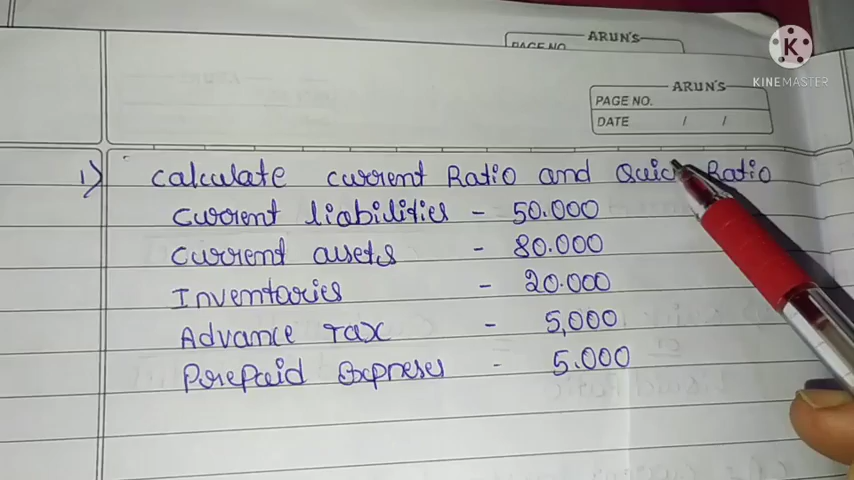 ARUN'S
PAGE NO
K
KINEMASTER
ARUN'S
PAGE NO.
DATE / /
1) Calculate current Ratio and Quick Ratio
Current liabilities - 50.000
Current assets - 80.000
Inventories - 20.000
Advance Tax - 5,000
Prepaid Expneses - 5.000